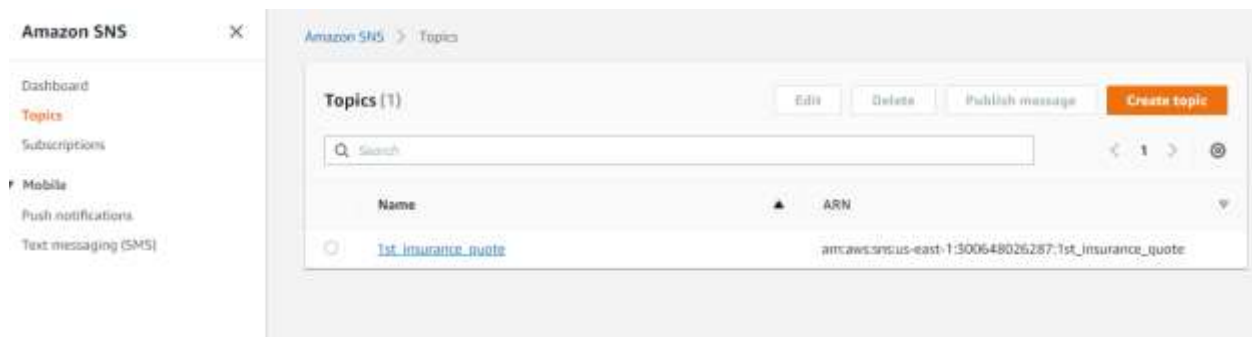 Amazon SNS
Dashboard
Topics
Subscriptions
Mobile
Push notifications
Text messaging (SMS)
Amazon SNS > Topics
Topics (1)
Edit Delete Publish message Create topic
Search
< 1 >
Name ARN
1st_insurance_quote arn:aws:sns:us-east-1:300648026287:1st_insurance_quote